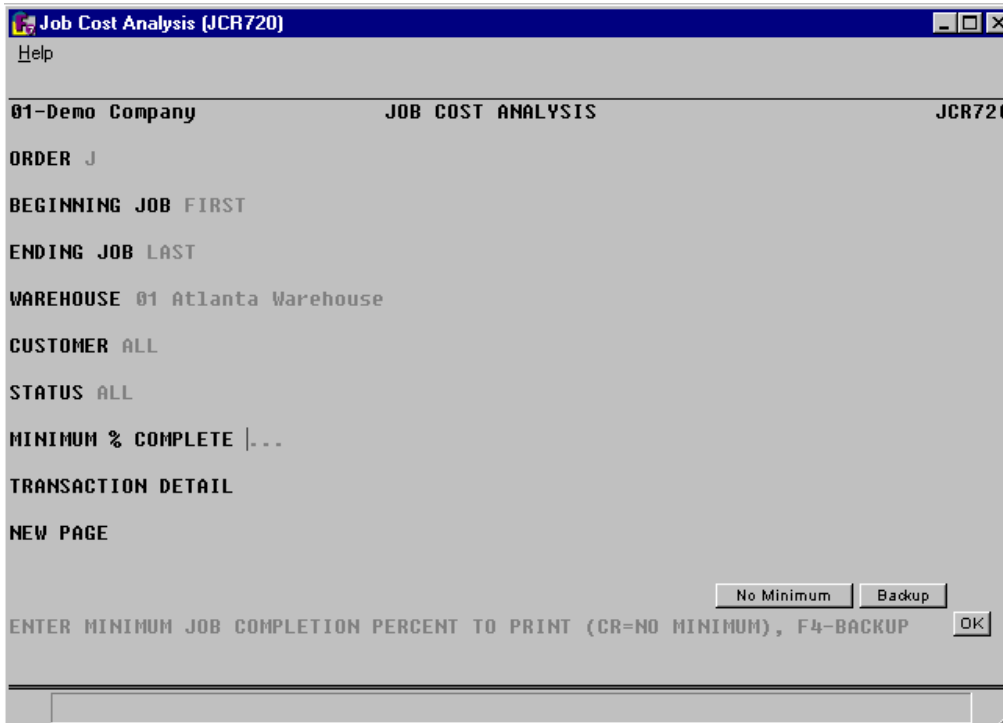 Job Cost Analysis (JCR720)
Help
01-Demo Company JOB COST ANALYSIS JCR720
ORDER J
BEGINNING JOB FIRST
ENDING JOB LAST
WAREHOUSE 01 Atlanta Warehouse
CUSTOMER ALL
STATUS ALL
MINIMUM % COMPLETE ...
TRANSACTION DETAIL
NEW PAGE
No Minimum Backup
ENTER MINIMUM JOB COMPLETION PERCENT TO PRINT (CR=NO MINIMUM), F4-BACKUP OK